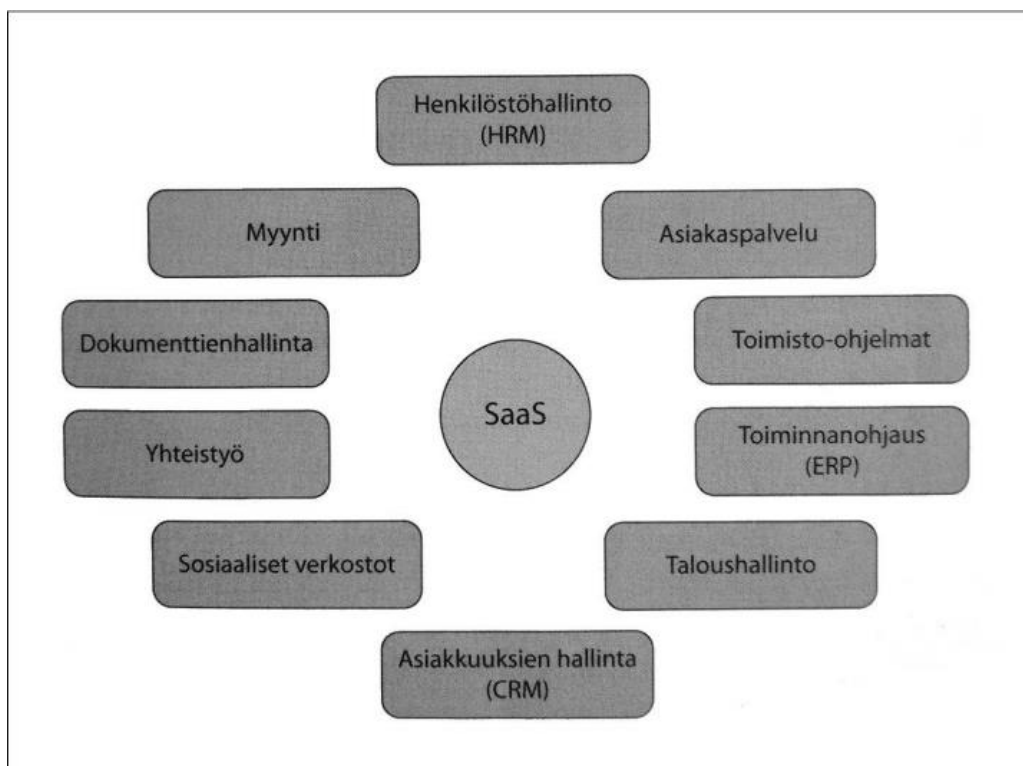 Henkilöstöhallinto
(HRM)
Myynti
Asiakaspalvelu
Dokumenttienhallinta
Toimisto-ohjelmat
SaaS
Yhteistyö
Toiminnanohjaus
(ERP)
Sosiaaliset verkostot
Taloushallinto
Asiakkuuksien hallinta
(CRM)